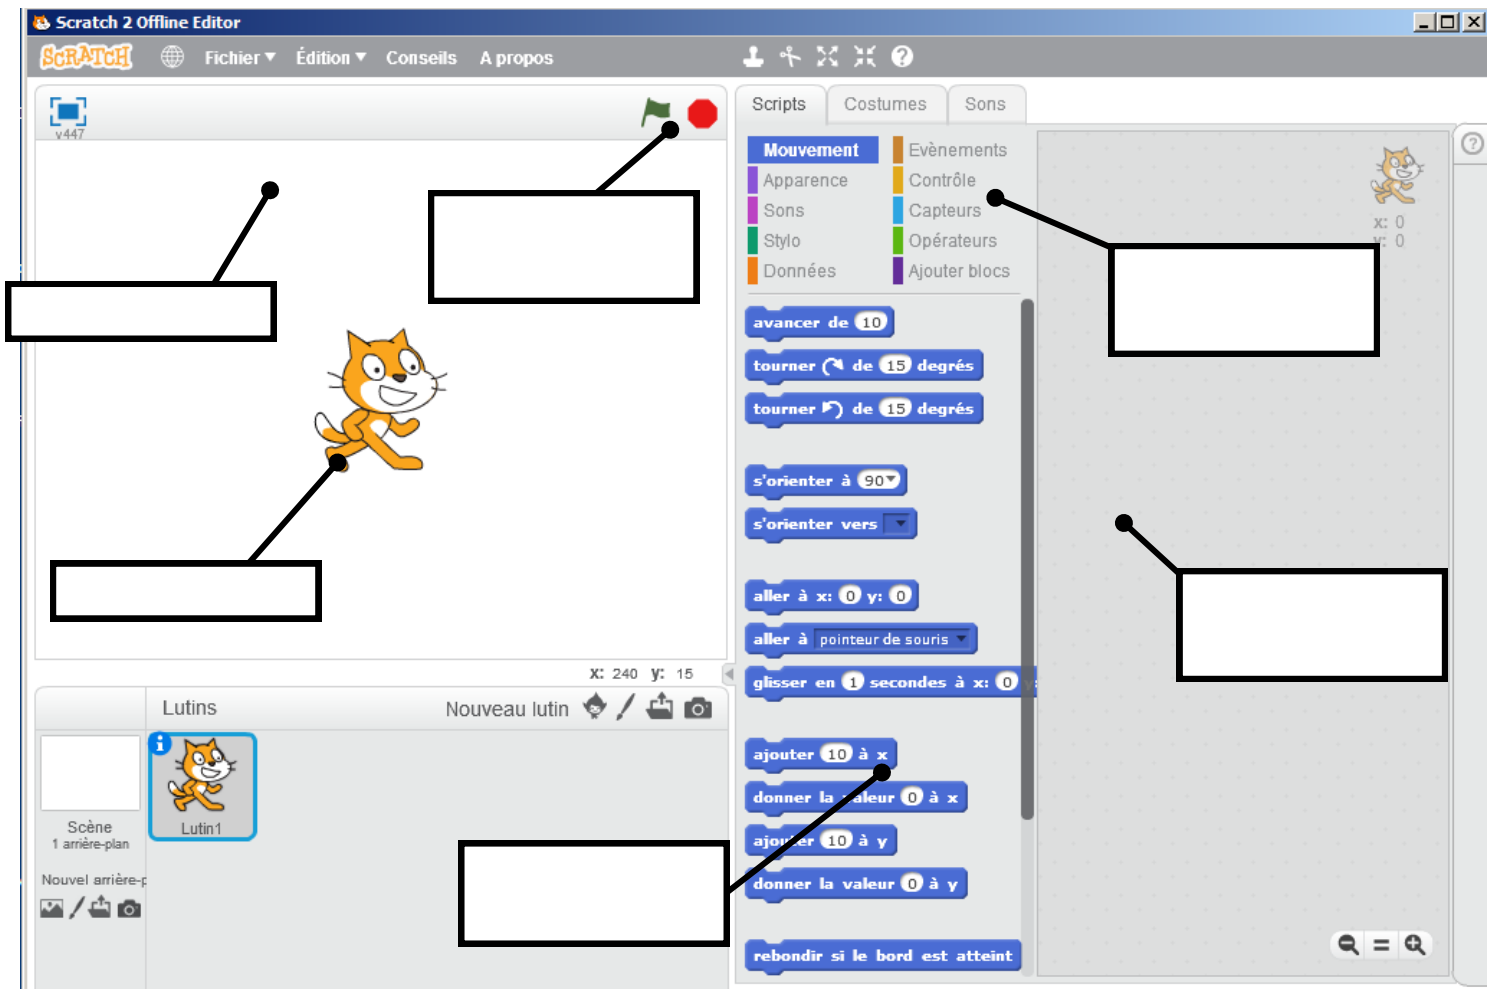 Scratch 2 Offline Editor
SCRATCH Fichier Édition Conseils A propos
v447
Scripts Costumes Sons
Mouvement Evènements
Apparence Contrôle
Sons Capteurs
Stylo Opérateurs
Données Ajouter blocs
x: 0
y: 0
avancer de 10
tourner de 15 degrés
tourner de 15 degrés
s'orienter à 90
s'orienter vers
aller à x: 0 y: 0
aller à pointeur de souris
glisser en 1 secondes à x: 0 y:
ajouter 10 à x
donner la valeur 0 à x
ajouter 10 à y
donner la valeur 0 à y
rebondir si le bord est atteint
x: 240 y: 15
Lutins Nouveau lutin
Scène
1 arrière-plan
Lutin1
Nouvel arrière-p